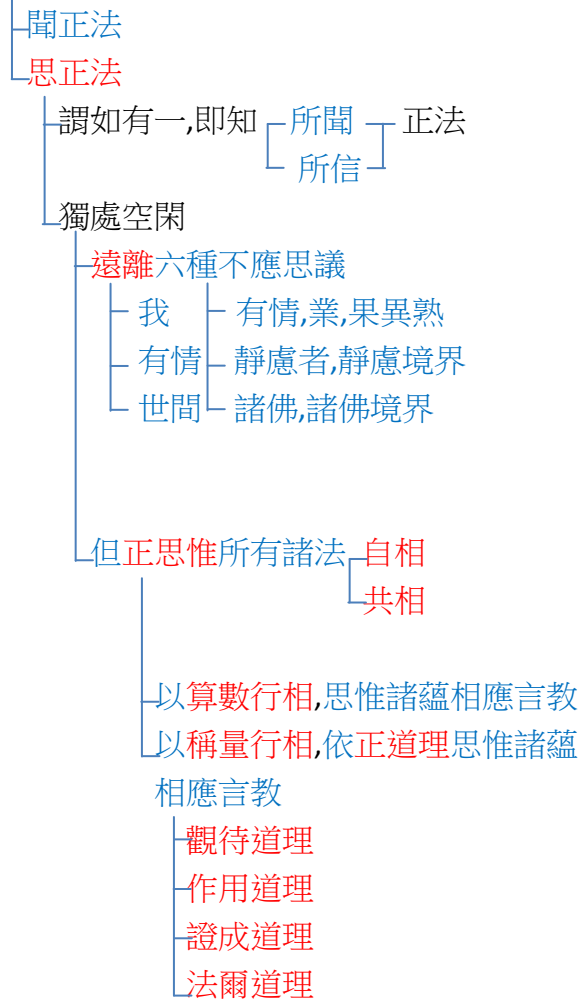 聞正法
思正法
謂如有一,即知 所聞 正法
所信
獨處空閑
遠離六種不應思議
我 有情,業,果異熟
有情 靜慮者,靜慮境界
世間 諸佛,諸佛境界
但正思惟所有諸法 自相
共相
以算數行相,思惟諸蘊相應言教
以稱量行相,依正道理思惟諸蘊
相應言教
觀待道理
作用道理
證成道理
法爾道理